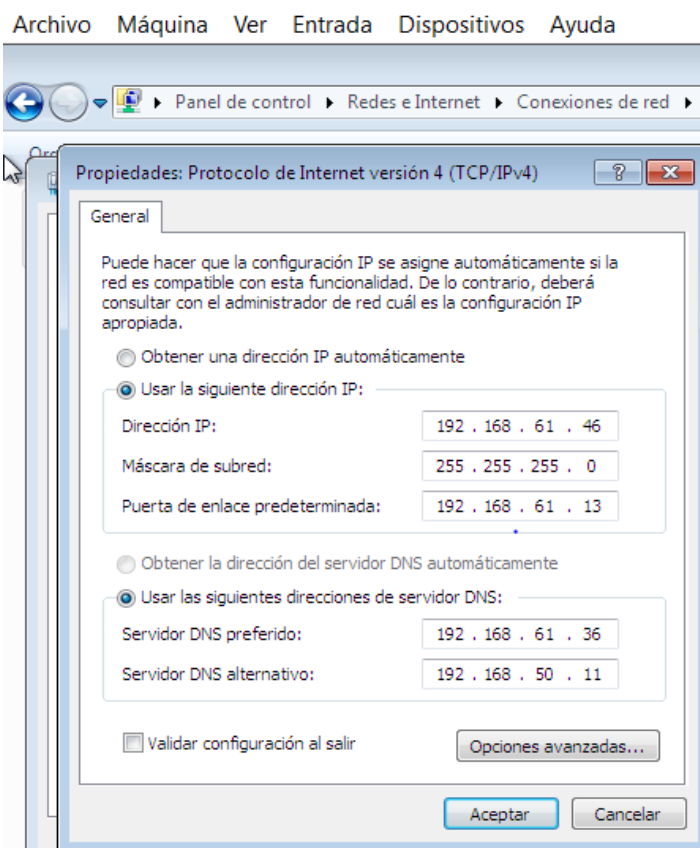 Archivo Máquina Ver Entrada Dispositivos Ayuda
Panel de control Redes e Internet Conexiones de red
Propiedades: Protocolo de Internet versión 4 (TCP/IPv4)
General
Puede hacer que la configuración IP se asigne automáticamente si la
red es compatible con esta funcionalidad. De lo contrario, deberá
consultar con el administrador de red cuál es la configuración IP
apropiada.
Obtener una dirección IP automáticamente
Usar la siguiente dirección IP:
Dirección IP: 192 . 168 . 61 . 46
Máscara de subred: 255 . 255 . 255 . 0
Puerta de enlace predeterminada: 192 . 168 . 61 . 13
Obtener la dirección del servidor DNS automáticamente
Usar las siguientes direcciones de servidor DNS:
Servidor DNS preferido: 192 . 168 . 61 . 36
Servidor DNS alternativo: 192 . 168 . 50 . 11
Validar configuración al salir
Opciones avanzadas...
Aceptar Cancelar